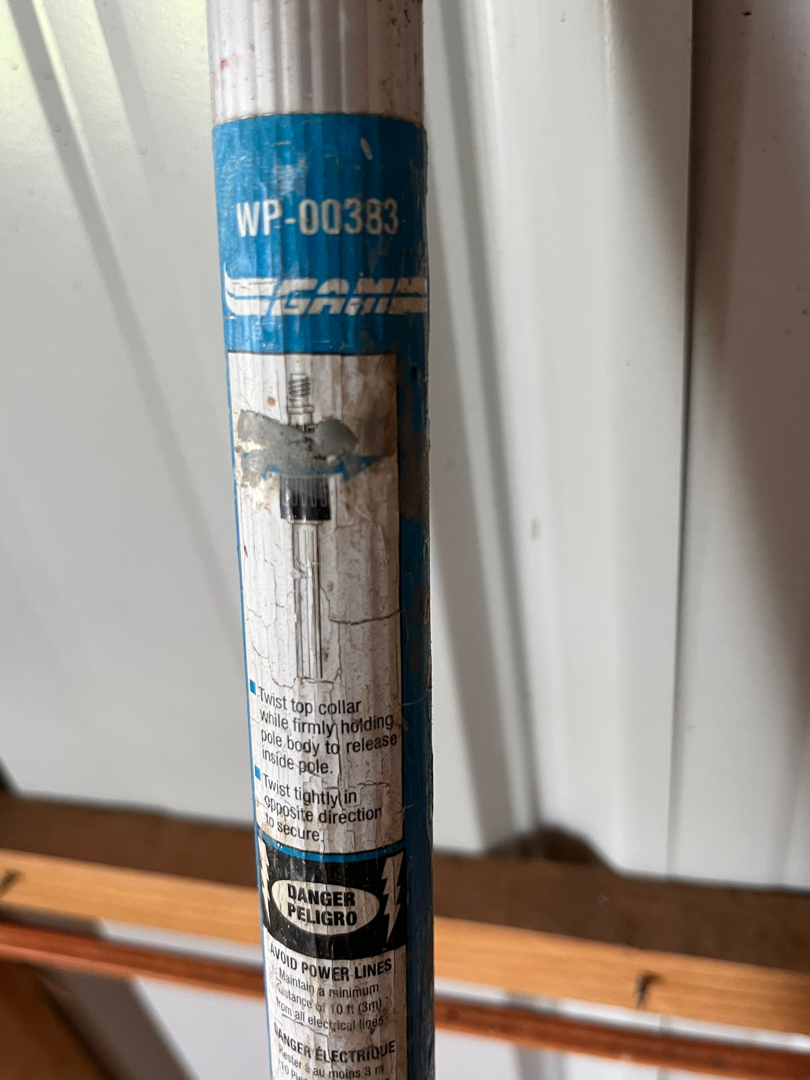 WP-00383
GAM
Twist top collar
while firmly holding
pole body to release
inside pole.
Twist tightly in
opposite direction
to secure.
DANGER
PELIGRO
AVOID POWER LINES
Maintain a minimum
distance of 10 ft (3m)
from all electrical lines
DANGER ÉLECTRIQUE
Rester à au moins 3 m